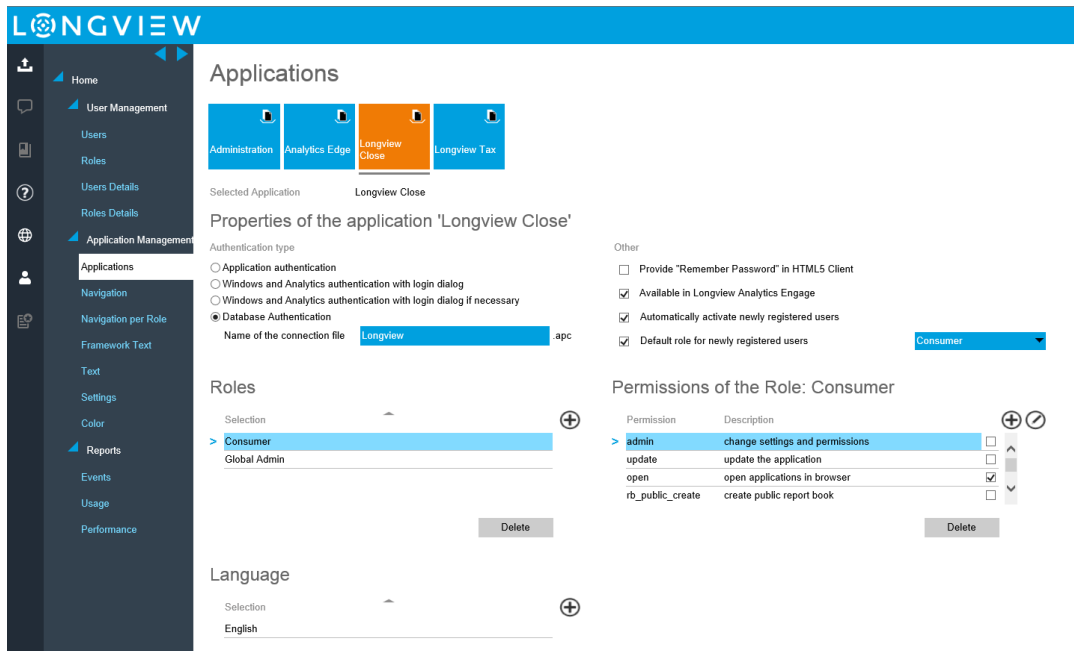 LONGVIEW
Home
User Management
Users
Roles
Users Details
Roles Details
Application Management
Applications
Navigation
Navigation per Role
Framework Text
Text
Settings
Color
Reports
Events
Usage
Performance
Applications
Administration
Analytics Edge
Longview
Close
Longview Tax
Selected Application Longview Close
Properties of the application 'Longview Close'
Authentication type
Application authentication
Windows and Analytics authentication with login dialog
Windows and Analytics authentication with login dialog if necessary
Database Authentication
Name of the connection file Longview .apc
Other
Provide "Remember Password" in HTML5 Client
Available in Longview Analytics Engage
Automatically activate newly registered users
Default role for newly registered users Consumer
Roles
Selection
> Consumer
Global Admin
Delete
Permissions of the Role: Consumer
Permission Description
> admin change settings and permissions
update update the application
open open applications in browser
rb_public_create create public report book
Delete
Language
Selection
English